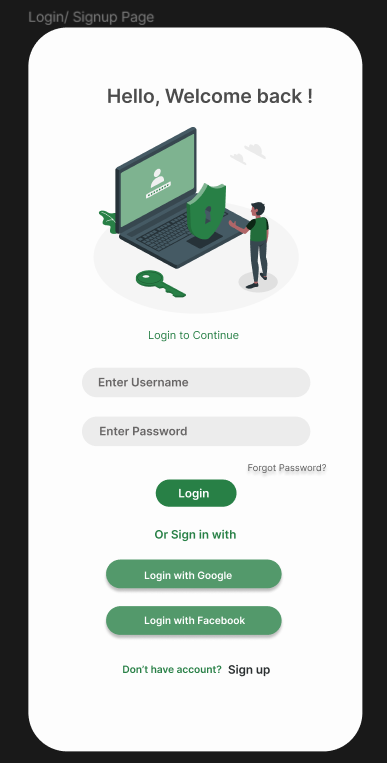 Login/ Signup Page
Hello, Welcome back !
Login to Continue
Enter Username
Enter Password
Forgot Password?
Login
Or Sign in with
Login with Google
Login with Facebook
Don't have account? Sign up